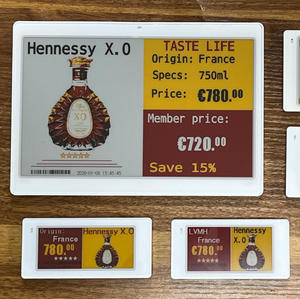 Hennessy X.O
TASTE LIFE
Origin: France
Specs: 750ml
Price: €780.00
Member price:
€720.00
Save 15%
XO
Origin:
France
780.00
Hennessy X.O
LVMH
France
€780.00
Hennessy
X.O